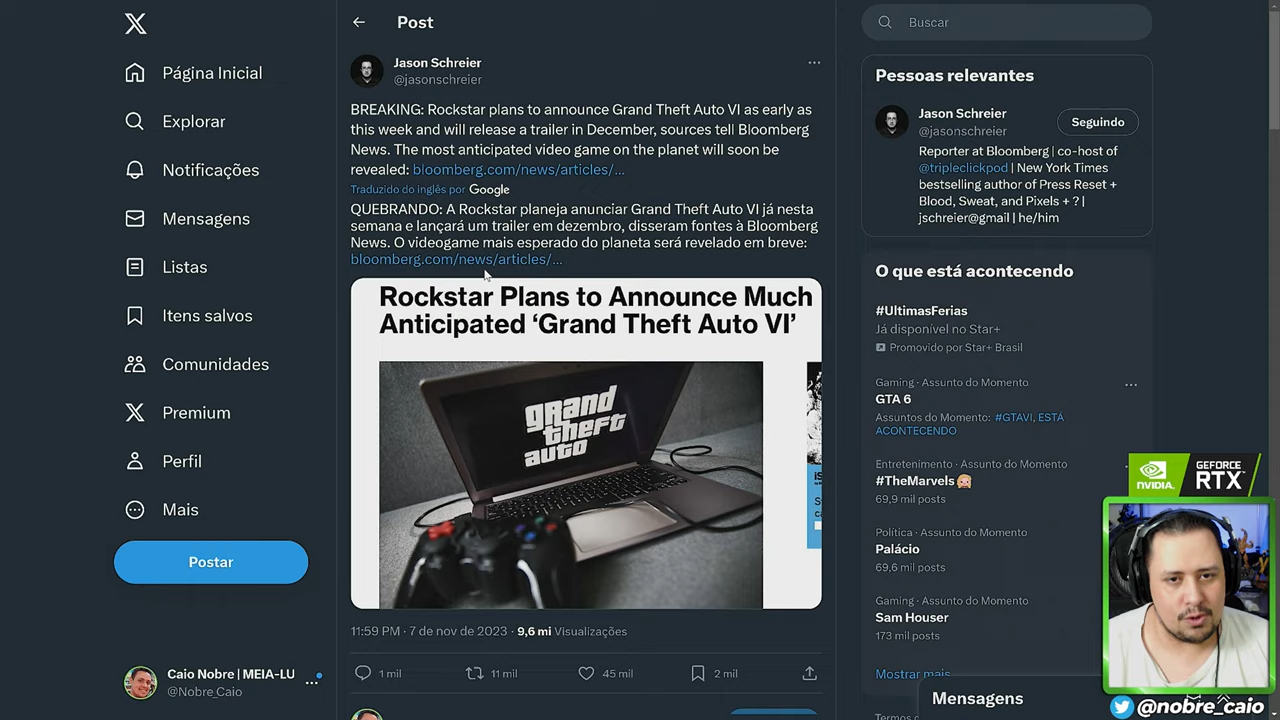 Página Inicial
Explorar
Notificações
Mensagens
Listas
Itens salvos
Comunidades
Premium
Perfil
Mais
Postar
Caio Nobre | MEIA-LU
@Nobre_Caio
...
Post
Jason Schreier
@jasonschreier
BREAKING: Rockstar plans to announce Grand Theft Auto VI as early as
this week and will release a trailer in December, sources tell Bloomberg
News. The most anticipated video game on the planet will soon be
revealed: bloomberg.com/news/articles/...
Traduzido do inglês por Google
QUEBRANDO: A Rockstar planeja anunciar Grand Theft Auto VI já nesta
semana e lançará um trailer em dezembro, disseram fontes à Bloomberg
News. O videogame mais esperado do planeta será revelado em breve:
bloomberg.com/news/articles/...
Rockstar Plans to Announce Much
Anticipated ‘Grand Theft Auto VI’
grand
theft
auto
11:59 PM · 7 de nov de 2023 · 9,6 mi Visualizações
1 mil
11 mil
45 mil
2 mil
Buscar
Pessoas relevantes
Jason Schreier
@jasonschreier
Seguindo
Reporter at Bloomberg | co-host of
@tripleclickpod | New York Times
bestselling author of Press Reset +
Blood, Sweat, and Pixels + ? |
jschreier@gmail | he/him
O que está acontecendo
#UltimasFerias
Já disponível no Star+
Promovido por Star+ Brasil
Gaming · Assunto do Momento
GTA 6
Assuntos do Momento: #GTAVI, ESTÁ
ACONTECENDO
Entretenimento · Assunto do Momento
#TheMarvels
69,9 mil posts
Política · Assunto do Momento
Palácio
69,6 mil posts
Gaming · Assunto do Momento
Sam Houser
173 mil posts
Mostrar mais
Mensagens
NVIDIA.
GEFORCE
RTX
@nobre_caio